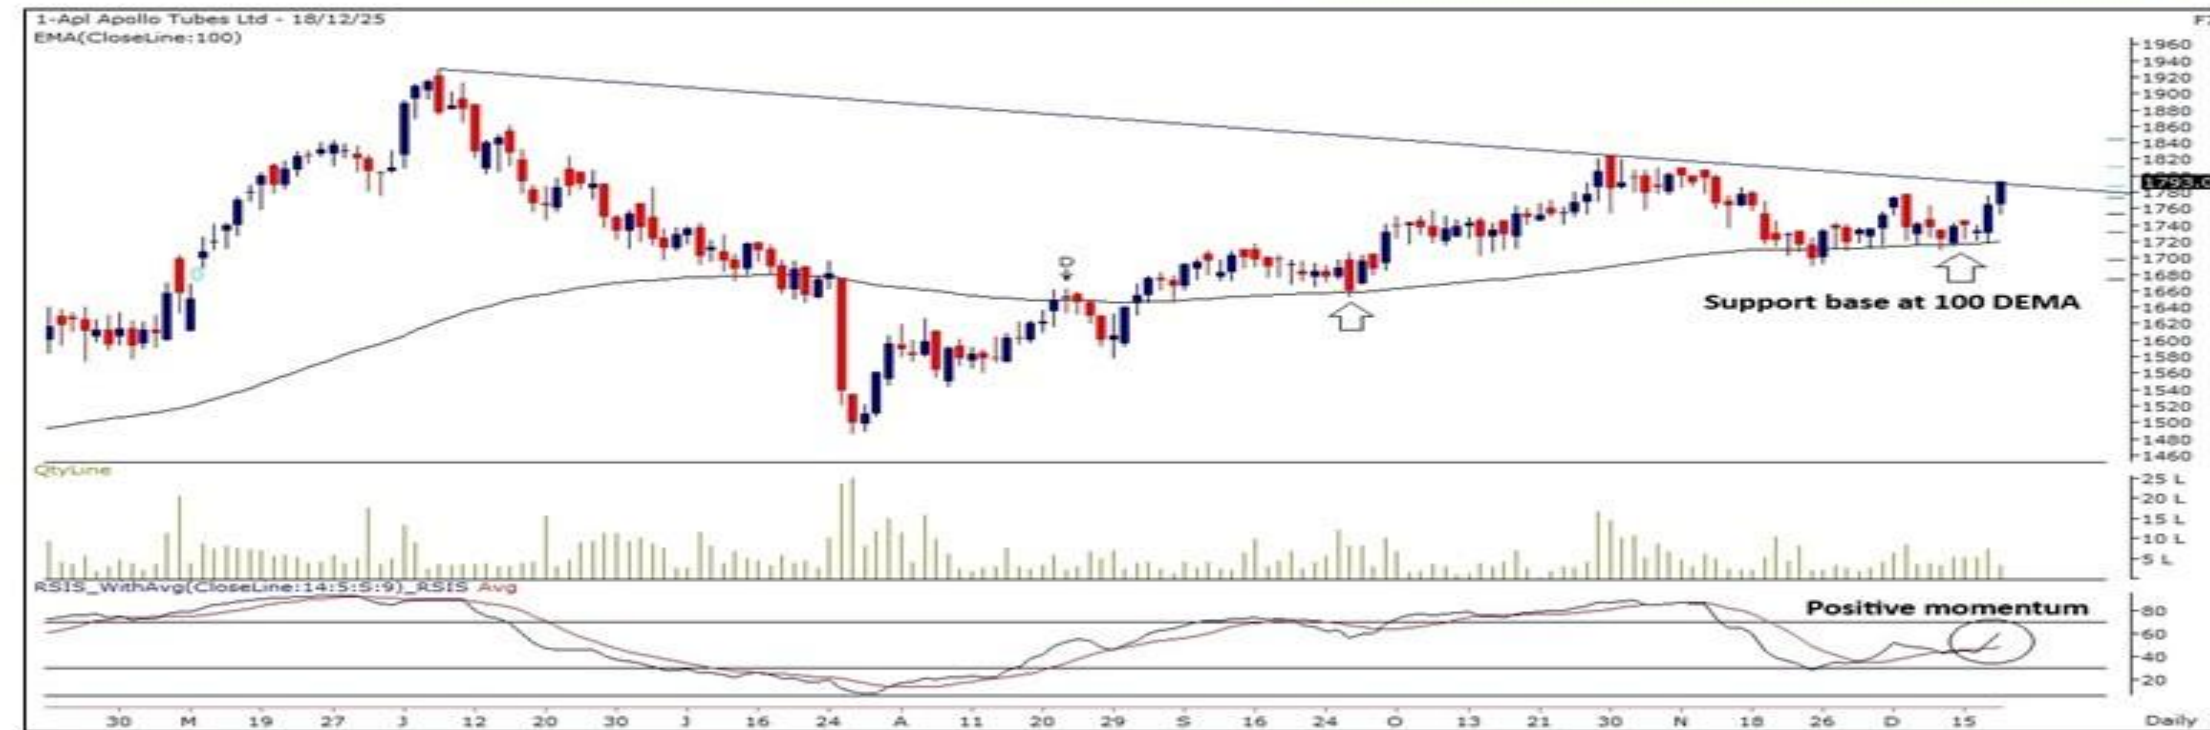 1-Apl Apollo Tubes Ltd - 18/12/25
EMA(CloseLine:100)
1960
1940
1920
1900
1880
1860
1840
1820
1793.0
1780
1760
1740
1720
1700
1680
1660
1640
1620
1600
1580
1560
1540
1520
1500
1480
1460
D
Support base at 100 DEMA
QtyLine
25 L
20 L
15 L
10 L
5 L
RSIS_WithAvg(CloseLine:14:5:S:9)_RSIS Avg
Positive momentum
80
60
40
20
30 M 19 27 J 12 20 30 J 16 24 A 11 20 29 S 16 24 O 13 21 30 N 18 26 D 15 Daily